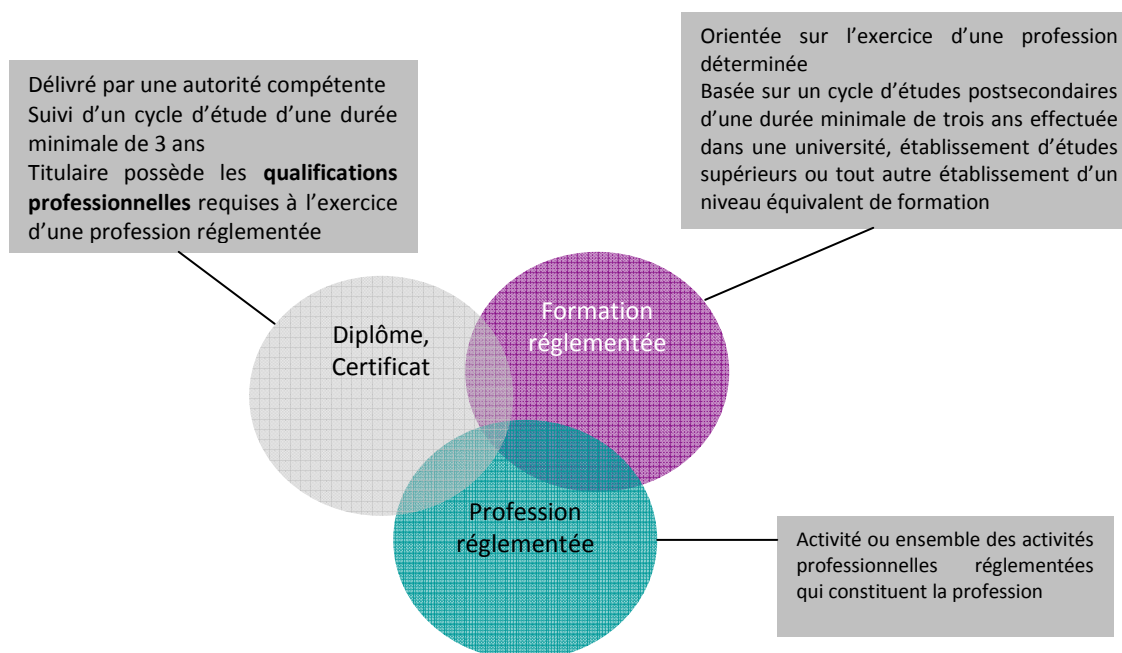 Délivré par une autorité compétente
Suivi d'un cycle d'étude d'une durée
minimale de 3 ans
Titulaire possède les qualifications
professionnelles requises à l'exercice
d'une profession réglementée
Orientée sur l'exercice d'une profession
déterminée
Basée sur un cycle d'études postsecondaires
d'une durée minimale de trois ans effectuée
dans une université, établissement d'études
supérieurs ou tout autre établissement d'un
niveau équivalent de formation
Diplôme,
Certificat
Formation
réglementée
Profession
réglementée
Activité ou ensemble des activités
professionnelles réglementées
qui constituent la profession